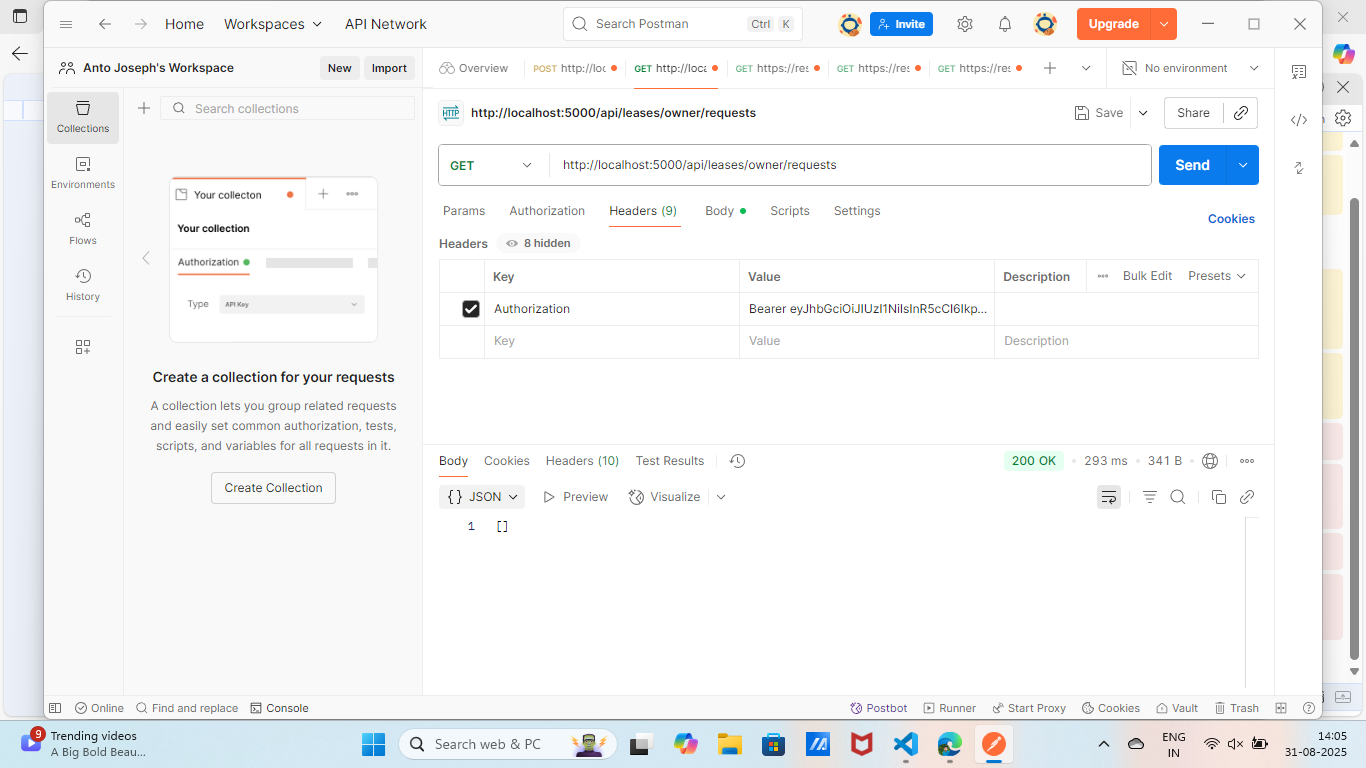 Home
Workspaces
API Network
Search Postman
Ctrl
K
Invite
Upgrade
Anto Joseph's Workspace
New
Import
Overview
POST http://loc
GET http://loca
GET https://res
GET https://res
GET https://res
No environment
Collections
Environments
Flows
History
Search collections
Your collecton
Your collection
Authorization
Type
API Key
Create a collection for your requests
A collection lets you group related requests
and easily set common authorization, tests,
scripts, and variables for all requests in it.
Create Collection
HTTP
http://localhost:5000/api/leases/owner/requests
Save
Share
GET
http://localhost:5000/api/leases/owner/requests
Send
Params
Authorization
Headers (9)
Body
Scripts
Settings
Cookies
Headers
8 hidden
Key
Value
Description
Bulk Edit
Presets
Authorization
Bearer eyJhbGciOiJIUzI1NiIsInR5cCI6Ikp...
Key
Value
Description
Body
Cookies
Headers (10)
Test Results
200 OK
293 ms
341 B
{} JSON
Preview
Visualize
1
[]
Online
Find and replace
Console
Postbot
Runner
Start Proxy
Cookies
Vault
Trash
9
Trending videos
A Big Bold Beau...
Search web & PC
ENG
IN
14:05
31-08-2025